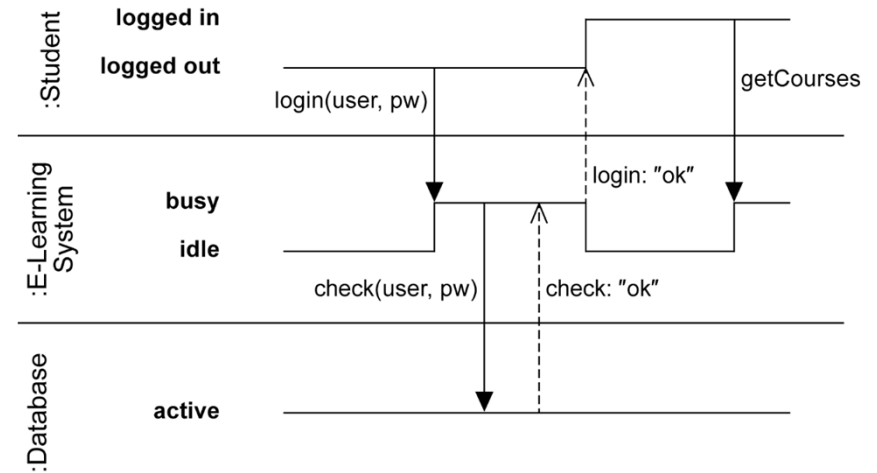 :Student
logged in
logged out
login(user, pw)
getCourses
:E-Learning
System
busy
idle
login: "ok"
check(user, pw)
check: "ok"
:Database
active